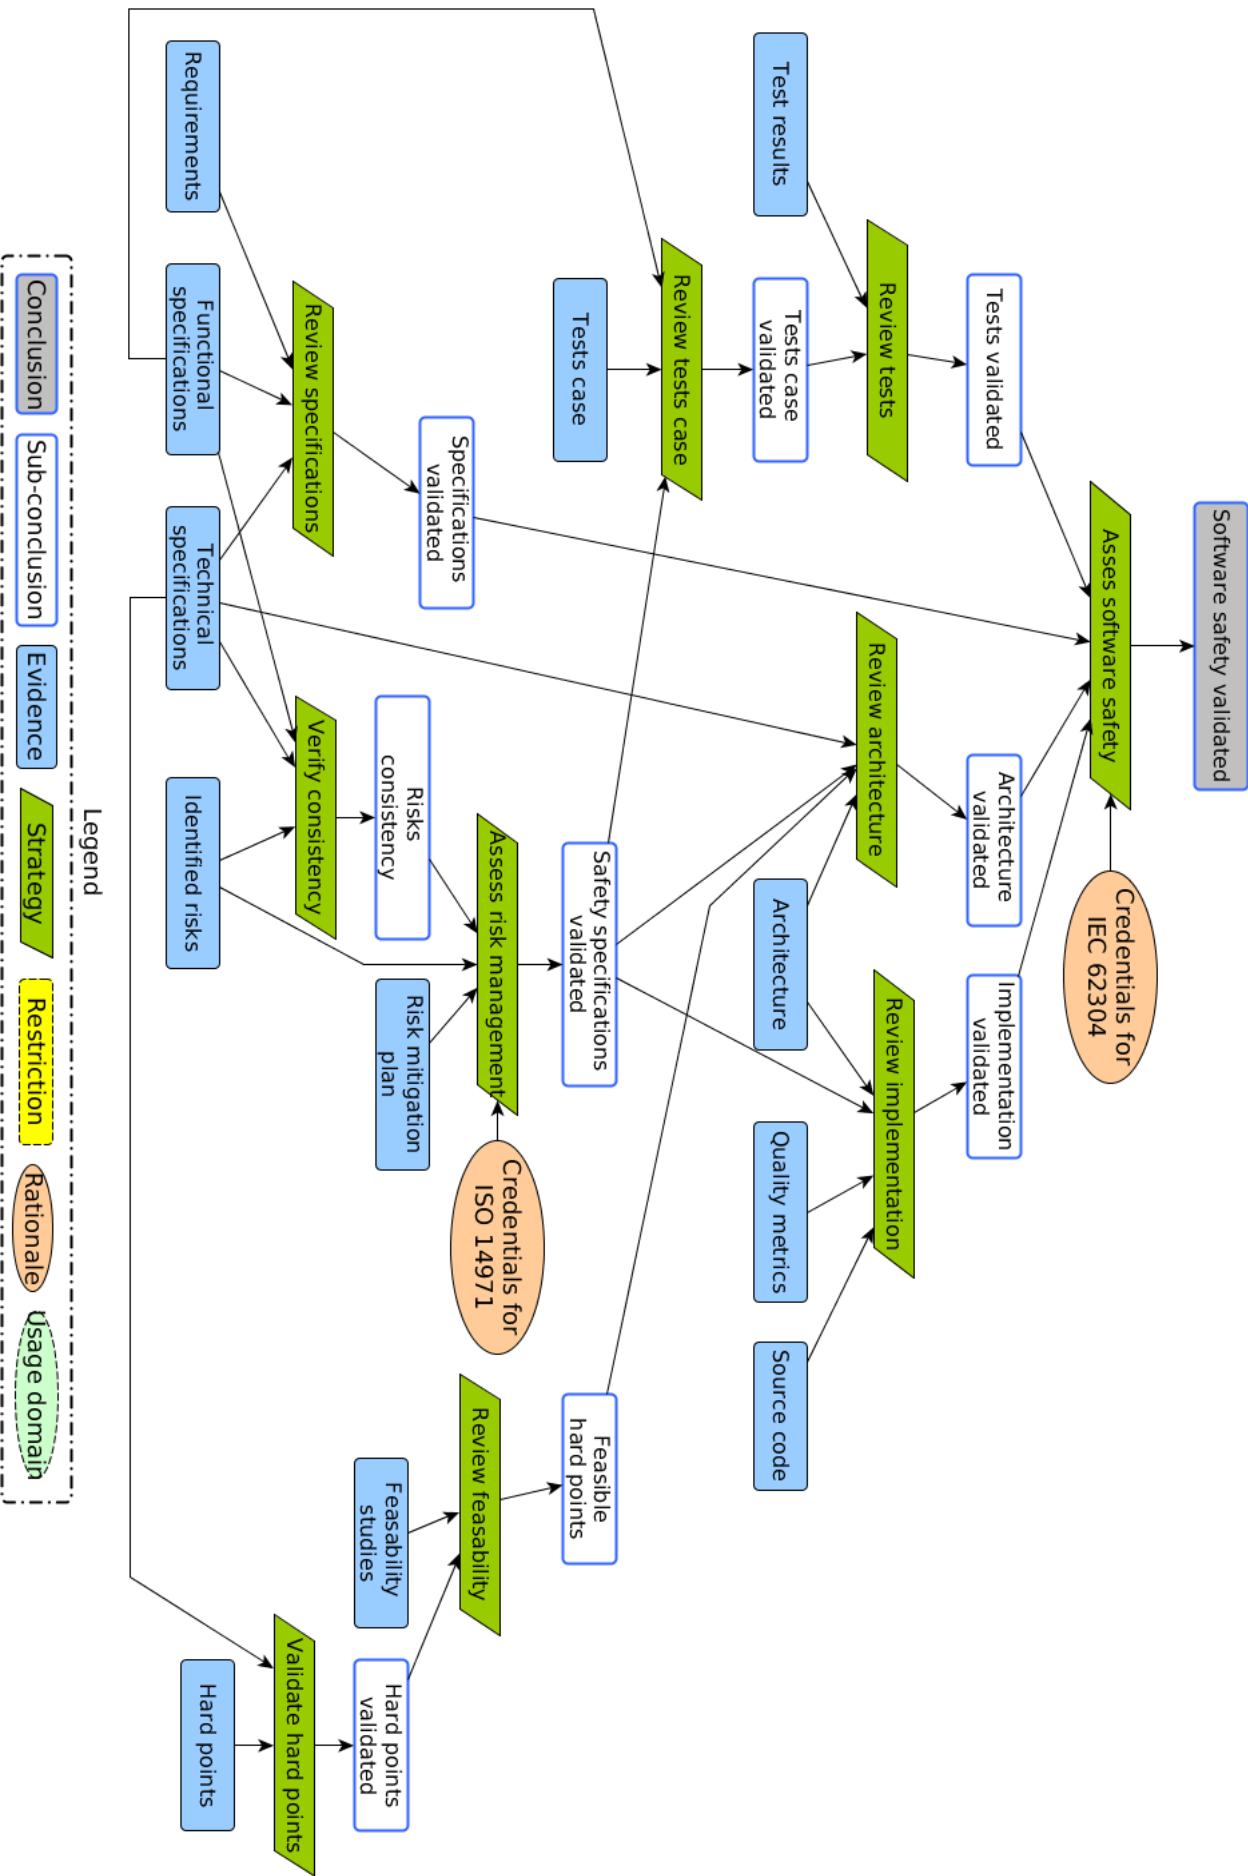 Software safety validated
Asses software safety
Credentials for
IEC 62304
Tests validated
Architecture
validated
Implementation
validated
Review tests
Review architecture
Review implementation
Test results
Tests case
validated
Architecture
Quality metrics
Source code
Review tests case
Tests case
Safety specifications
validated
Feasible
hard points
Specifications
validated
Assess risk management
Credentials for
ISO 14971
Review feasability
Risks
consistency
Risk mitigation
plan
Feasability
studies
Hard points
validated
Review specifications
Verify consistency
Validate hard points
Requirements
Functional
specifications
Technical
specifications
Identified risks
Hard points
Legend
Conclusion
Sub-conclusion
Evidence
Strategy
Restriction
Rationale
Usage domain